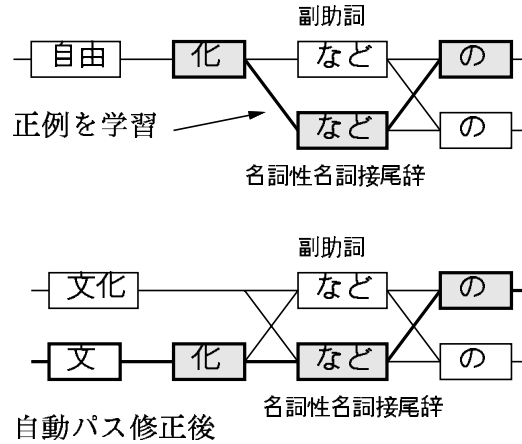 副助詞
自由 化 など の
正例を学習 など の
名詞性名詞接尾辞
副助詞
文化 など の
文 化 など の
名詞性名詞接尾辞
自動パス修正後